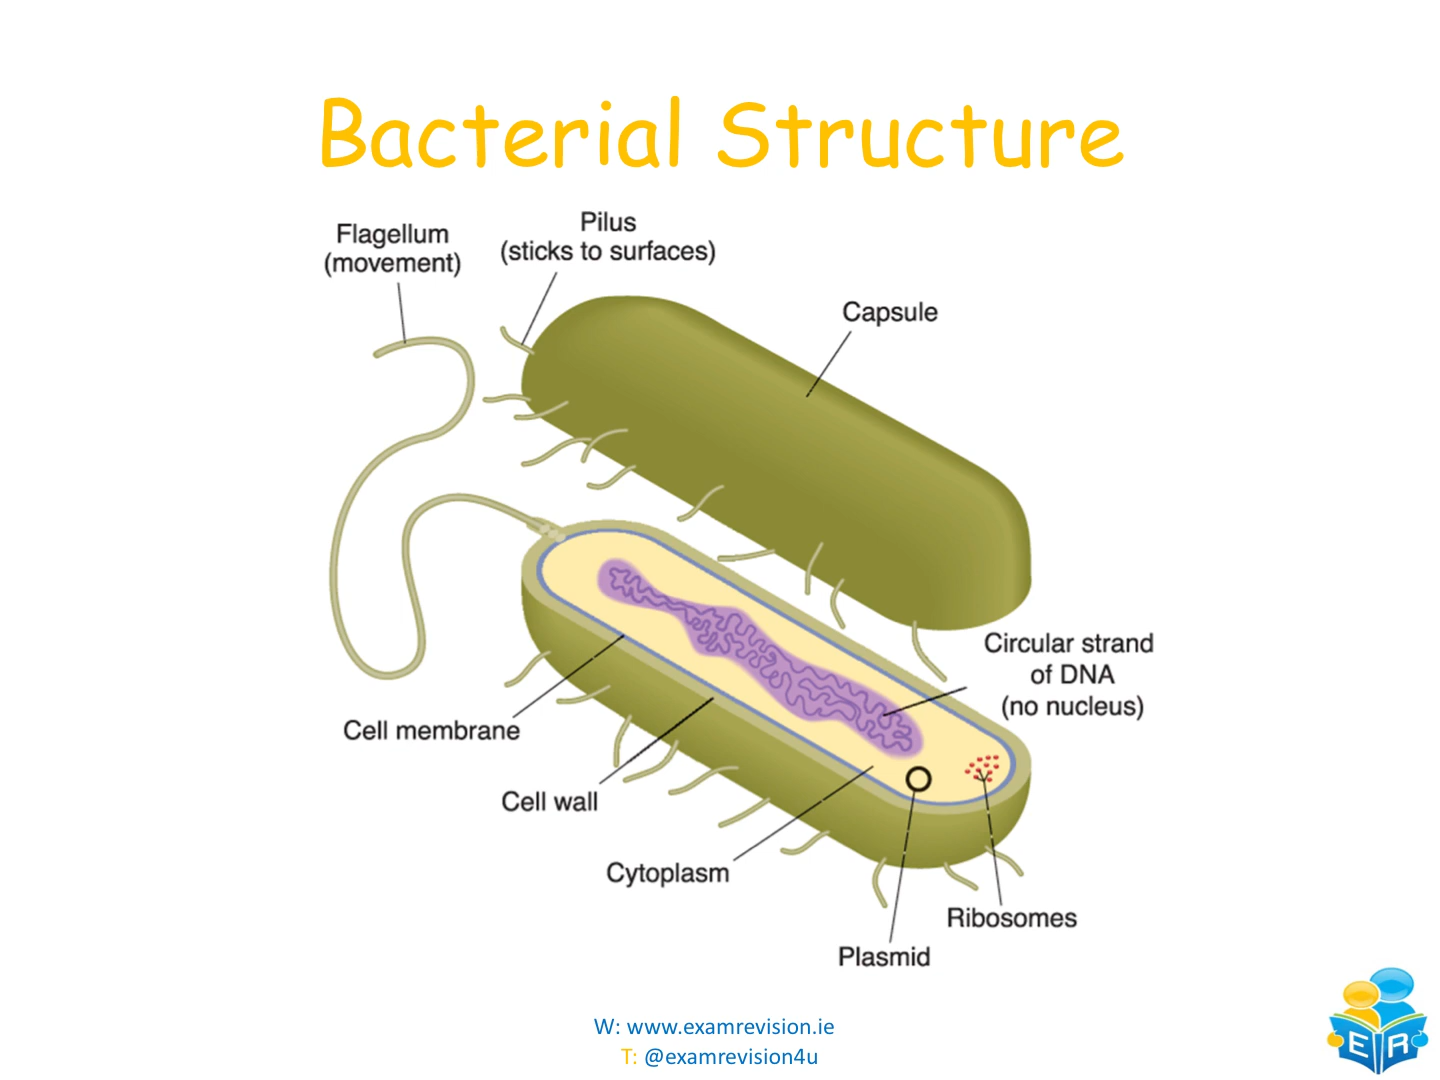 Bacterial Structure
Flagellum
(movement)
Pilus
(sticks to surfaces)
Capsule
Circular strand
of DNA
(no nucleus)
Cell membrane
Cell wall
Cytoplasm
Ribosomes
Plasmid
W: www.examrevision.ie
T: @examrevision4u
E R